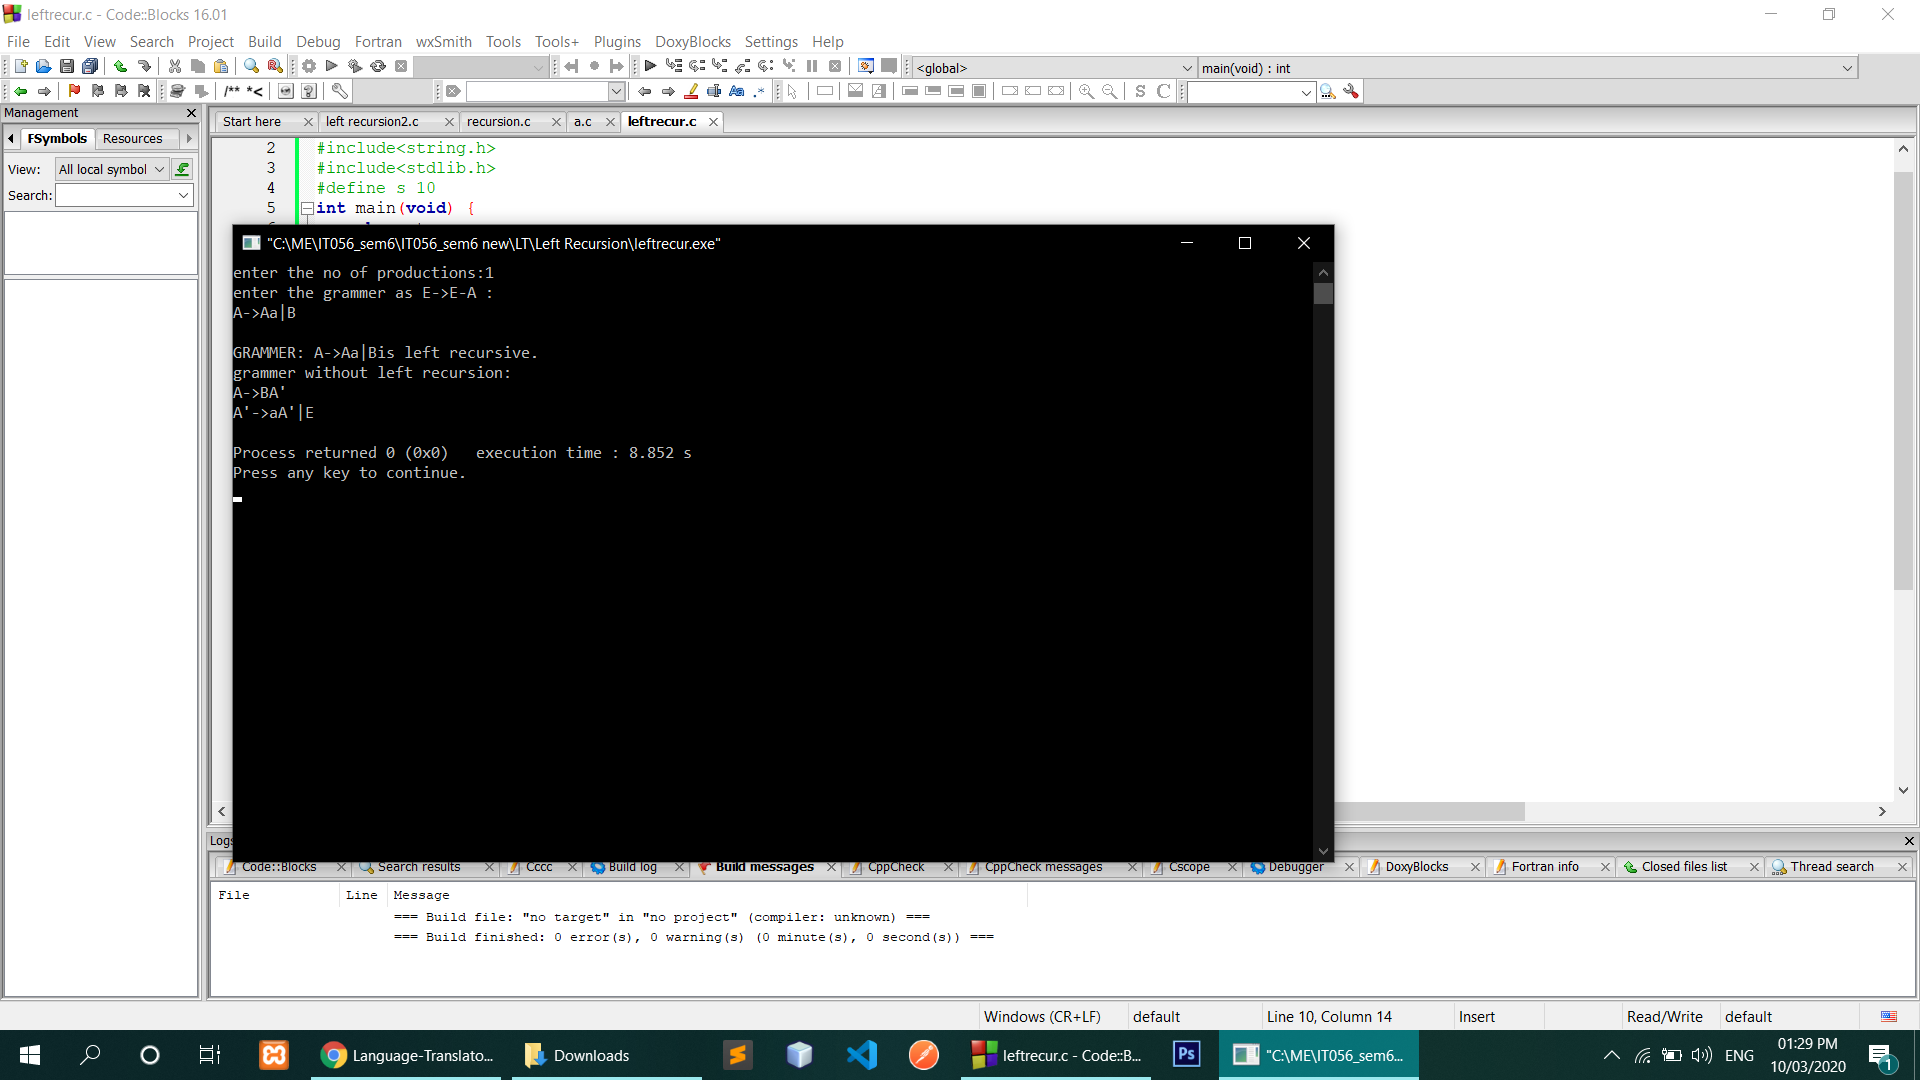 leftrecur.c - Code::Blocks 16.01
File Edit View Search Project Build Debug Fortran wxSmith Tools Tools+ Plugins DoxyBlocks Settings Help
<global> main(void) : int
/** *<
Management
Start here left recursion2.c recursion.c a.c leftrecur.c
FSymbols Resources
View: All local symbol
Search:
2 #include<string.h>
3 #include<stdlib.h>
4 #define s 10
5 int main(void) {
"C:\ME\IT056_sem6\IT056_sem6 new\LT\Left Recursion\leftrecur.exe"
enter the no of productions:1
enter the grammer as E->E-A :
A->Aa|B
GRAMMER: A->Aa|Bis left recursive.
grammer without left recursion:
A->BA'
A'->aA'|E
Process returned 0 (0x0)   execution time : 8.852 s
Press any key to continue.
Logs
Code::Blocks Search results Cccc Build log Build messages CppCheck CppCheck messages Cscope Debugger DoxyBlocks Fortran info Closed files list Thread search
File Line Message
=== Build file: "no target" in "no project" (compiler: unknown) ===
=== Build finished: 0 error(s), 0 warning(s) (0 minute(s), 0 second(s)) ===
Windows (CR+LF) default Line 10, Column 14 Insert Read/Write default
Language-Translato... Downloads leftrecur.c - Code::B... Ps "C:\ME\IT056_sem6... ENG 01:29 PM
10/03/2020 1